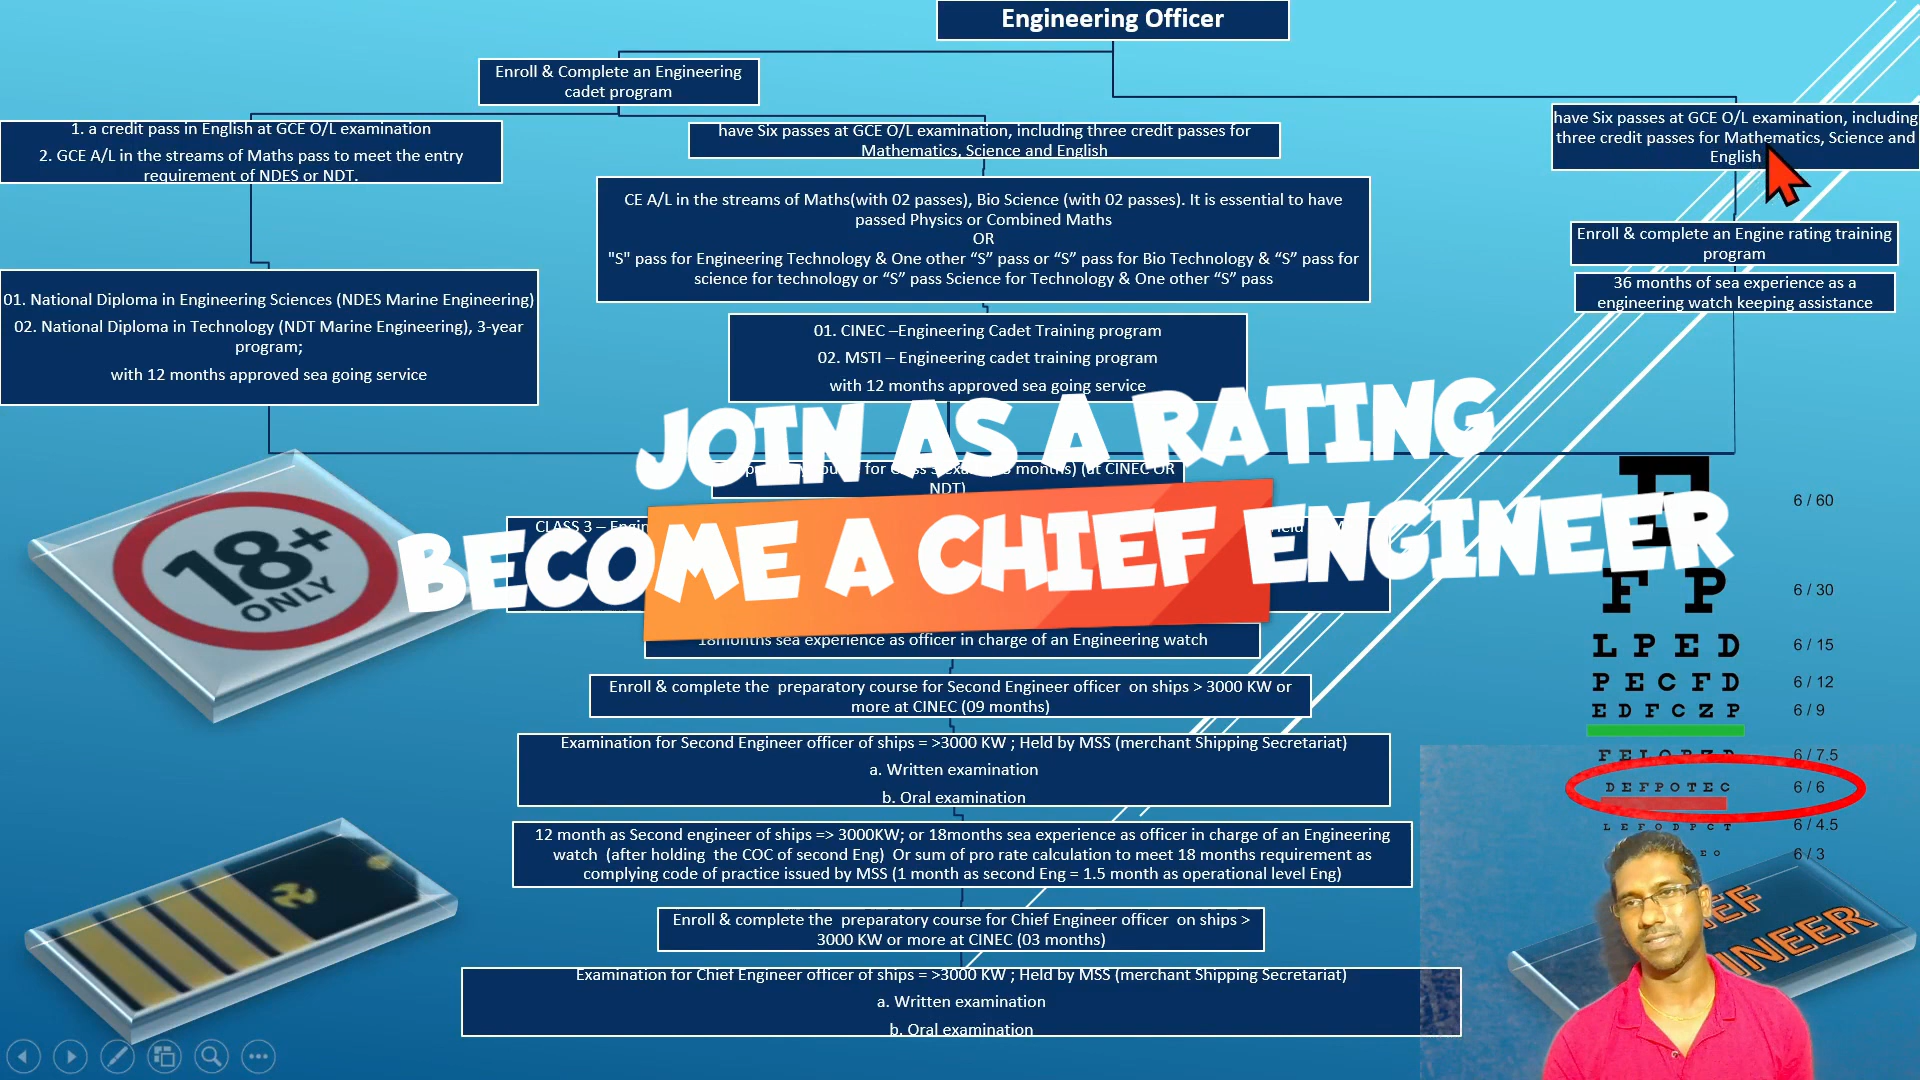 Engineering Officer
Enroll & Complete an Engineering
cadet program
1. a credit pass in English at GCE O/L examination
2. GCE A/L in the streams of Maths pass to meet the entry
requirement of NDES or NDT.
have Six passes at GCE O/L examination, including three credit passes for
Mathematics, Science and English
have Six passes at GCE O/L examination, including
three credit passes for Mathematics, Science and
English
CE A/L in the streams of Maths(with 02 passes), Bio Science (with 02 passes). It is essential to have
passed Physics or Combined Maths
OR
"S" pass for Engineering Technology & One other “S” pass or “S” pass for Bio Technology & “S” pass for
science for technology or “S” pass Science for Technology & One other “S” pass
Enroll & complete an Engine rating training
program
36 months of sea experience as a
engineering watch keeping assistance
01. National Diploma in Engineering Sciences (NDES Marine Engineering)
02. National Diploma in Technology (NDT Marine Engineering), 3-year
program;
with 12 months approved sea going service
01. CINEC –Engineering Cadet Training program
02. MSTI – Engineering cadet training program
with 12 months approved sea going service
JOIN AS A RATING
for
months) (at CINEC OR
NDT)
CLASS 3 –
BECOME A CHIEF ENGINEER
18+
ONLY
18months sea experience as officer in charge of an Engineering watch
Enroll & complete the preparatory course for Second Engineer officer on ships > 3000 KW or
more at CINEC (09 months)
Examination for Second Engineer officer of ships = >3000 KW ; Held by MSS (merchant Shipping Secretariat)
a. Written examination
b. Oral examination
12 month as Second engineer of ships => 3000KW; or 18months sea experience as officer in charge of an Engineering
watch (after holding the COC of second Eng) Or sum of pro rate calculation to meet 18 months requirement as
complying code of practice issued by MSS (1 month as second Eng = 1.5 month as operational level Eng)
Enroll & complete the preparatory course for Chief Engineer officer on ships >
3000 KW or more at CINEC (03 months)
Examination for Chief Engineer officer of ships = >3000 KW ; Held by MSS (merchant Shipping Secretariat)
a. Written examination
b. Oral examination
E 6 / 60
F P 6 / 30
L P E D 6 / 15
P E C F D 6 / 12
E D F C Z P 6 / 9
F E L O P Z D 6 / 7.5
D E F P O T E C 6 / 6
L E F O D P C T 6 / 4.5
E O 6 / 3